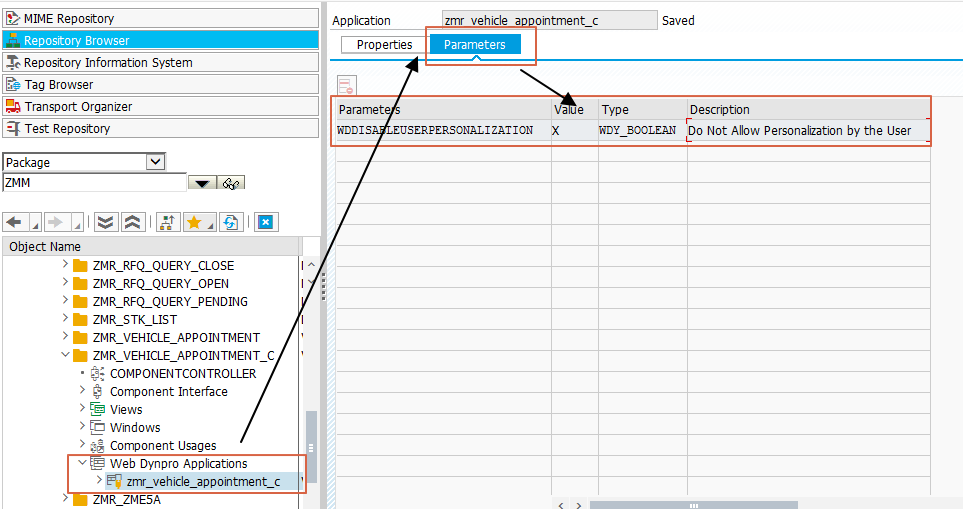 MIME Repository
Repository Browser
Repository Information System
Tag Browser
Transport Organizer
Test Repository
Package
ZMM
Object Name
ZMR_RFQ_QUERY_CLOSE
ZMR_RFQ_QUERY_OPEN
ZMR_RFQ_QUERY_PENDING
ZMR_STK_LIST
ZMR_VEHICLE_APPOINTMENT
ZMR_VEHICLE_APPOINTMENT_C
COMPONENTCONTROLLER
Component Interface
Views
Windows
Component Usages
Web Dynpro Applications
zmr_vehicle_appointment_c
ZMR_ZME5A
Application zmr_vehicle_appointment_c Saved
Properties Parameters
Parameters Value Type Description
WDDISABLEUSERPERSONALIZATION X WDY_BOOLEAN Do Not Allow Personalization by the User